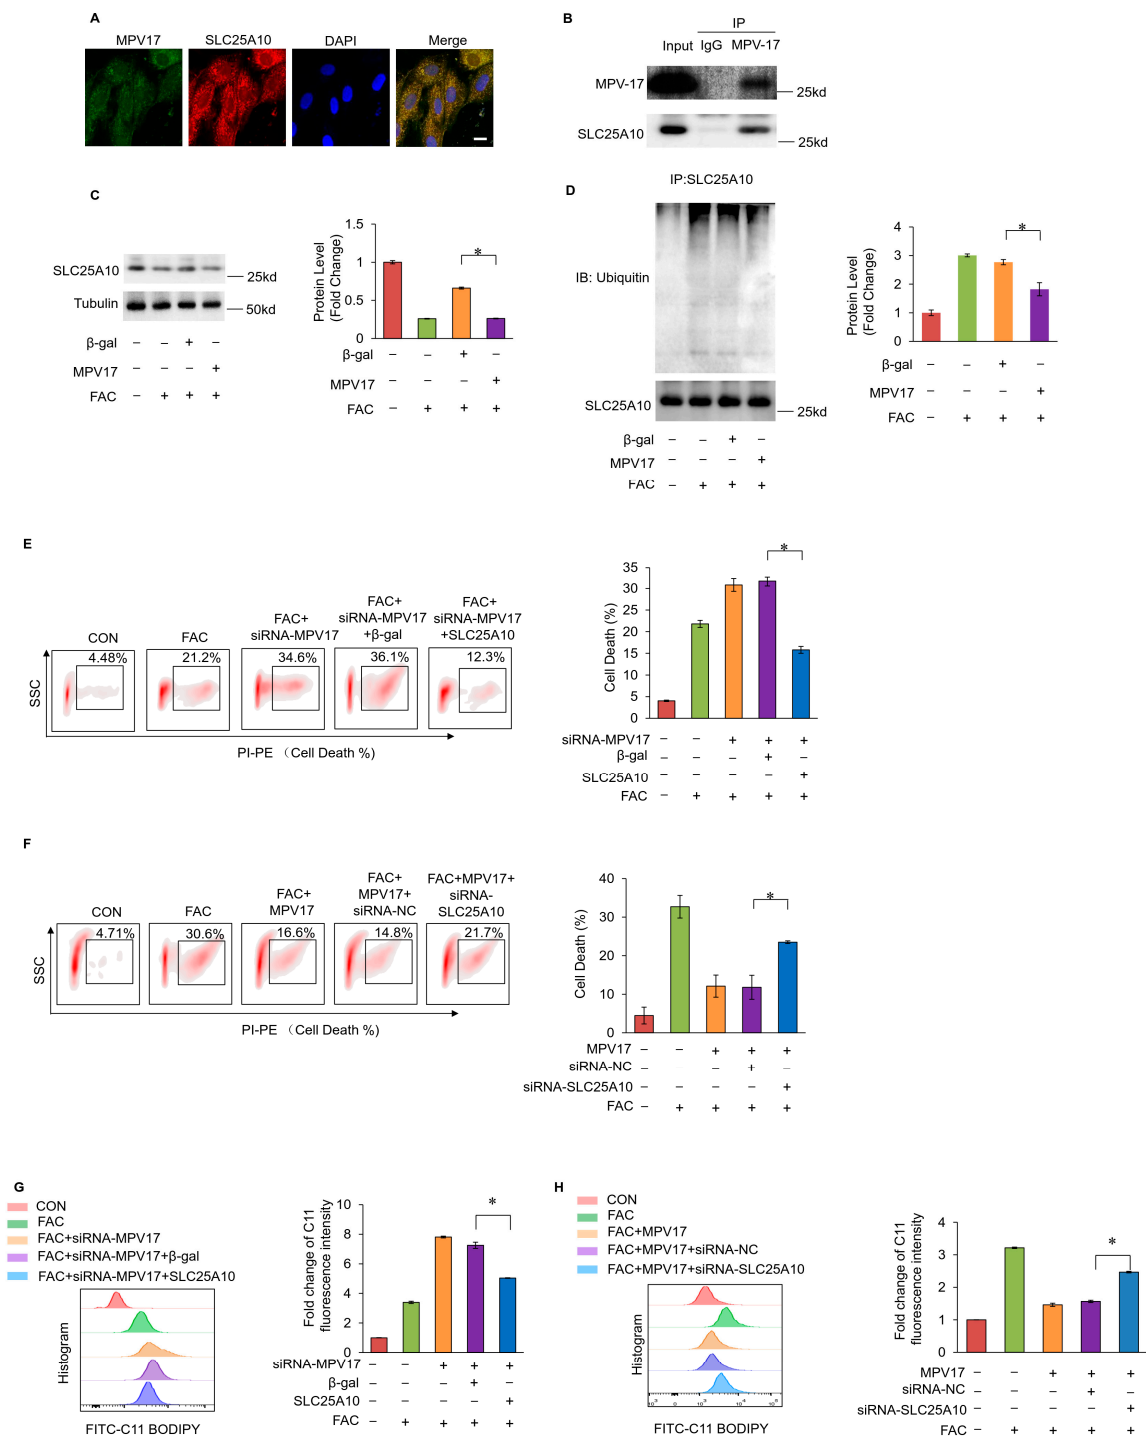 A
MPV17 SLC25A10 DAPI Merge
B
IP
Input IgG MPV-17
MPV-17
25kd
SLC25A10
25kd
C
SLC25A10
25kd
Tubulin
50kd
β-gal − − + −
MPV17 − − − +
FAC − + + +
Protein Level
(Fold Change)
1.5
1
0.5
0
*
β-gal − − + −
MPV17 − − − +
FAC − + + +
D
IP:SLC25A10
IB: Ubiquitin
SLC25A10
25kd
β-gal − − + −
MPV17 − − − +
FAC − + + +
Protein Level
(Fold Change)
4
3
2
1
0
*
β-gal − − + −
MPV17 − − − +
FAC − + + +
E
CON
4.48%
FAC
21.2%
FAC+
siRNA-MPV17
34.6%
FAC+
siRNA-MPV17
+β-gal
36.1%
FAC+
siRNA-MPV17
+SLC25A10
12.3%
SSC
PI-PE （Cell Death %)
Cell Death (%)
35
30
25
20
15
10
5
0
*
siRNA-MPV17 − − + + +
β-gal − − − + −
SLC25A10 − − − − +
FAC − + + + +
F
CON
4.71%
FAC
30.6%
FAC+
MPV17
16.6%
FAC+
MPV17+
siRNA-NC
14.8%
FAC+MPV17+
siRNA-
SLC25A10
21.7%
SSC
PI-PE （Cell Death %)
Cell Death (%)
40
30
20
10
0
*
MPV17 − − + + +
siRNA-NC − − − + −
siRNA-SLC25A10 − − − − +
FAC − + + + +
G
CON
FAC
FAC+siRNA-MPV17
FAC+siRNA-MPV17+β-gal
FAC+siRNA-MPV17+SLC25A10
Histogram
FITC-C11 BODIPY
Fold change of C11
fluorescence intensity
10
8
6
4
2
0
*
siRNA-MPV17 − − + + +
β-gal − − − + −
SLC25A10 − − − − +
FAC − + + + +
H
CON
FAC
FAC+MPV17
FAC+MPV17+siRNA-NC
FAC+MPV17+siRNA-SLC25A10
Histogram
FITC-C11 BODIPY
Fold change of C11
fluorescence intensity
4
3
2
1
0
*
MPV17 − − + + +
siRNA-NC − − − + −
siRNA-SLC25A10 − − − − +
FAC − + + + +